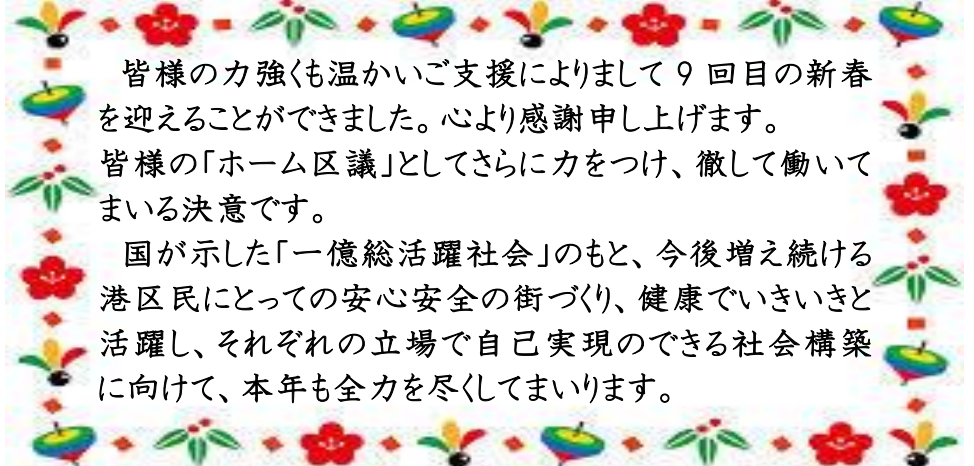 皆様の力強くも温かいご支援によりまして9回目の新春
を迎えることができました。心より感謝申し上げます。
皆様の「ホーム区議」としてさらに力をつけ、徹して働いて
まいる決意です。
国が示した「一億総活躍社会」のもと、今後増え続ける
港区民にとっての安心安全の街づくり、健康でいきいきと
活躍し、それぞれの立場で自己実現のできる社会構築
に向けて、本年も全力を尽くしてまいります。